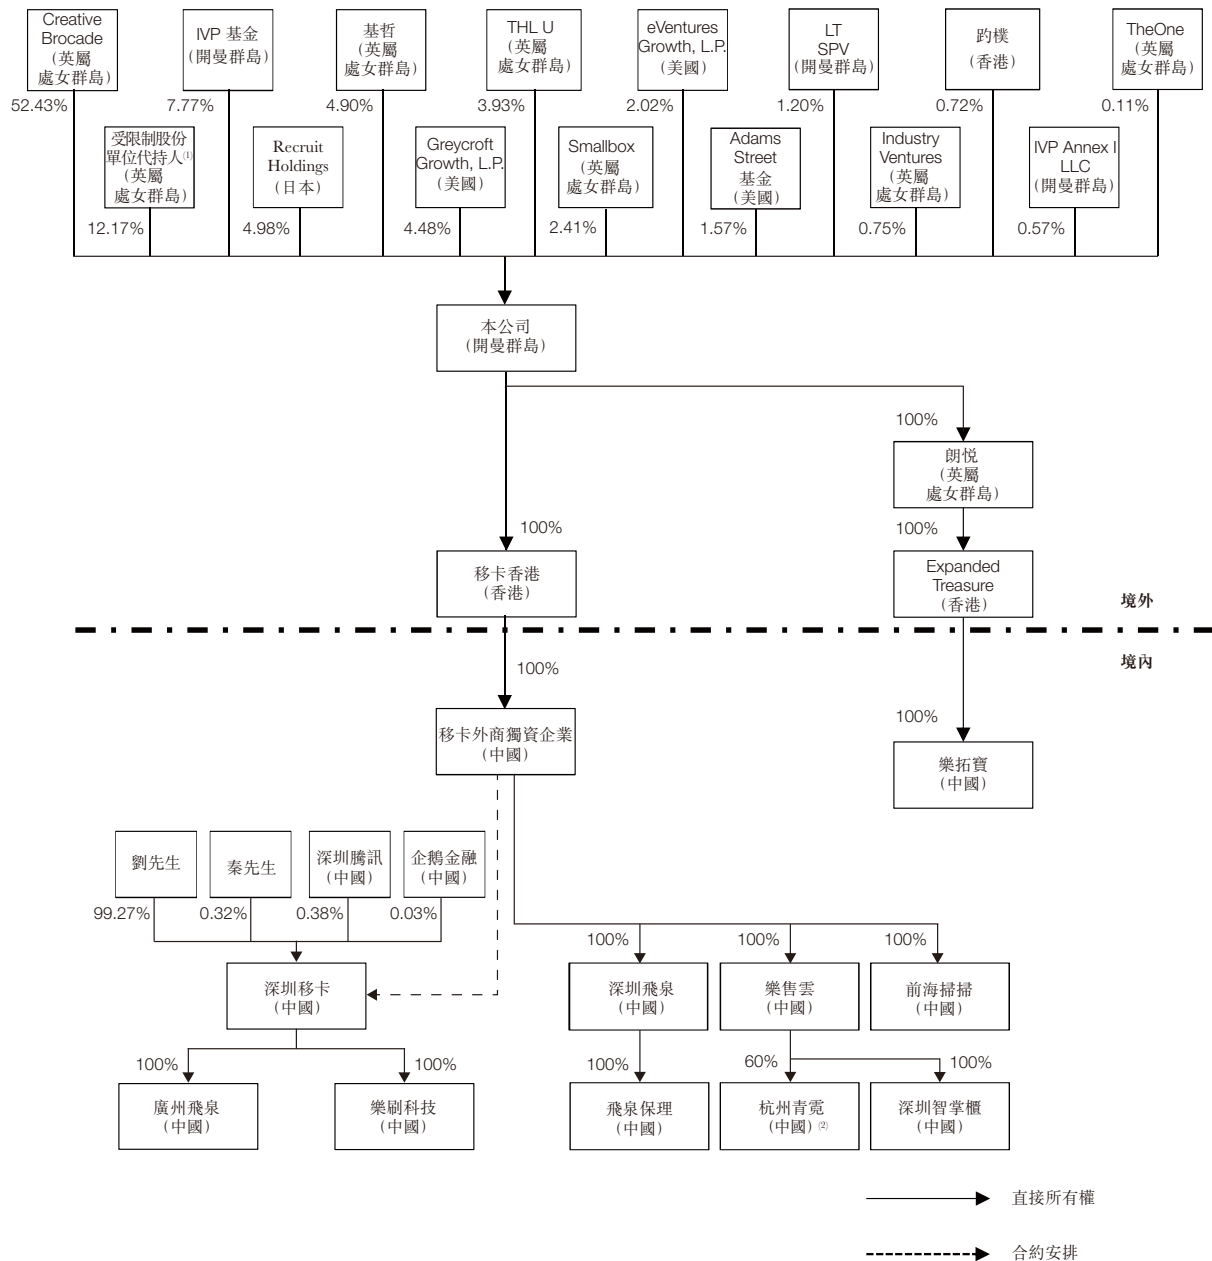 Creative
Brocade
(英屬
處女群島)
52.43%
IVP 基金
(開曼群島)
7.77%
基哲
(英屬
處女群島)
4.90%
THL U
(英屬
處女群島)
3.93%
eVentures
Growth, L.P.
(美國)
2.02%
LT
SPV
(開曼群島)
1.20%
趵樸
(香港)
0.72%
TheOne
(英屬
處女群島)
0.11%
受限制股份
單位代持人(1)
(英屬
處女群島)
12.17%
Recruit
Holdings
(日本)
4.98%
Greycroft
Growth, L.P.
(美國)
4.48%
Smallbox
(英屬
處女群島)
2.41%
Adams
Street
基金
(美國)
1.57%
Industry
Ventures
(英屬
處女群島)
0.75%
IVP Annex I
LLC
(開曼群島)
0.57%
本公司
(開曼群島)
100%
朗悅
(英屬
處女群島)
100%
100%
移卡香港
(香港)
Expanded
Treasure
(香港)
境外
境內
100%
移卡外商獨資企業
(中國)
100%
樂拓寶
(中國)
劉先生
99.27%
秦先生
0.32%
深圳騰訊
(中國)
0.38%
企鵝金融
(中國)
0.03%
100%
100%
100%
深圳移卡
(中國)
深圳飛泉
(中國)
樂售雲
(中國)
前海掃掃
(中國)
100%
100%
100%
60%
100%
廣州飛泉
(中國)
樂刷科技
(中國)
飛泉保理
(中國)
杭州青霓
(中國)(2)
深圳智掌櫃
(中國)
直接所有權
合約安排